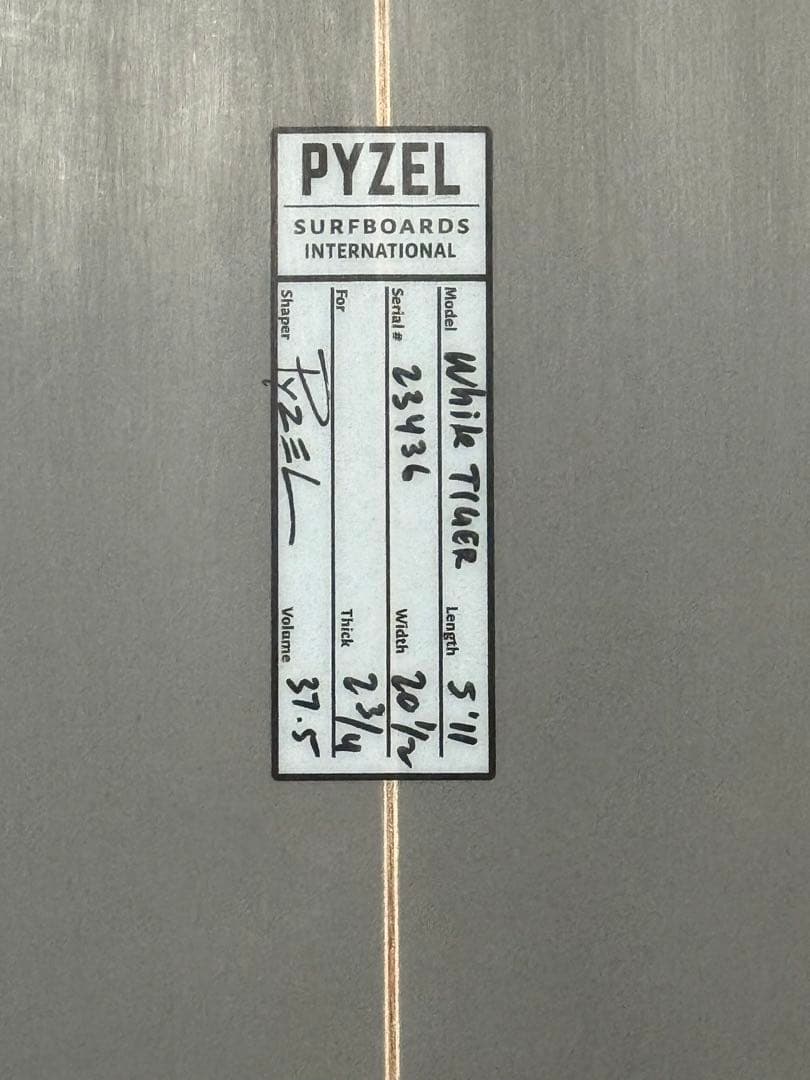 PYZEL
SURFBOARDS
INTERNATIONAL
Model White TIGER Length 5'11
Serial # 23436 Width 20 1/2
For Thick 2 3/4
Shaper PYZEL Volume 37.5